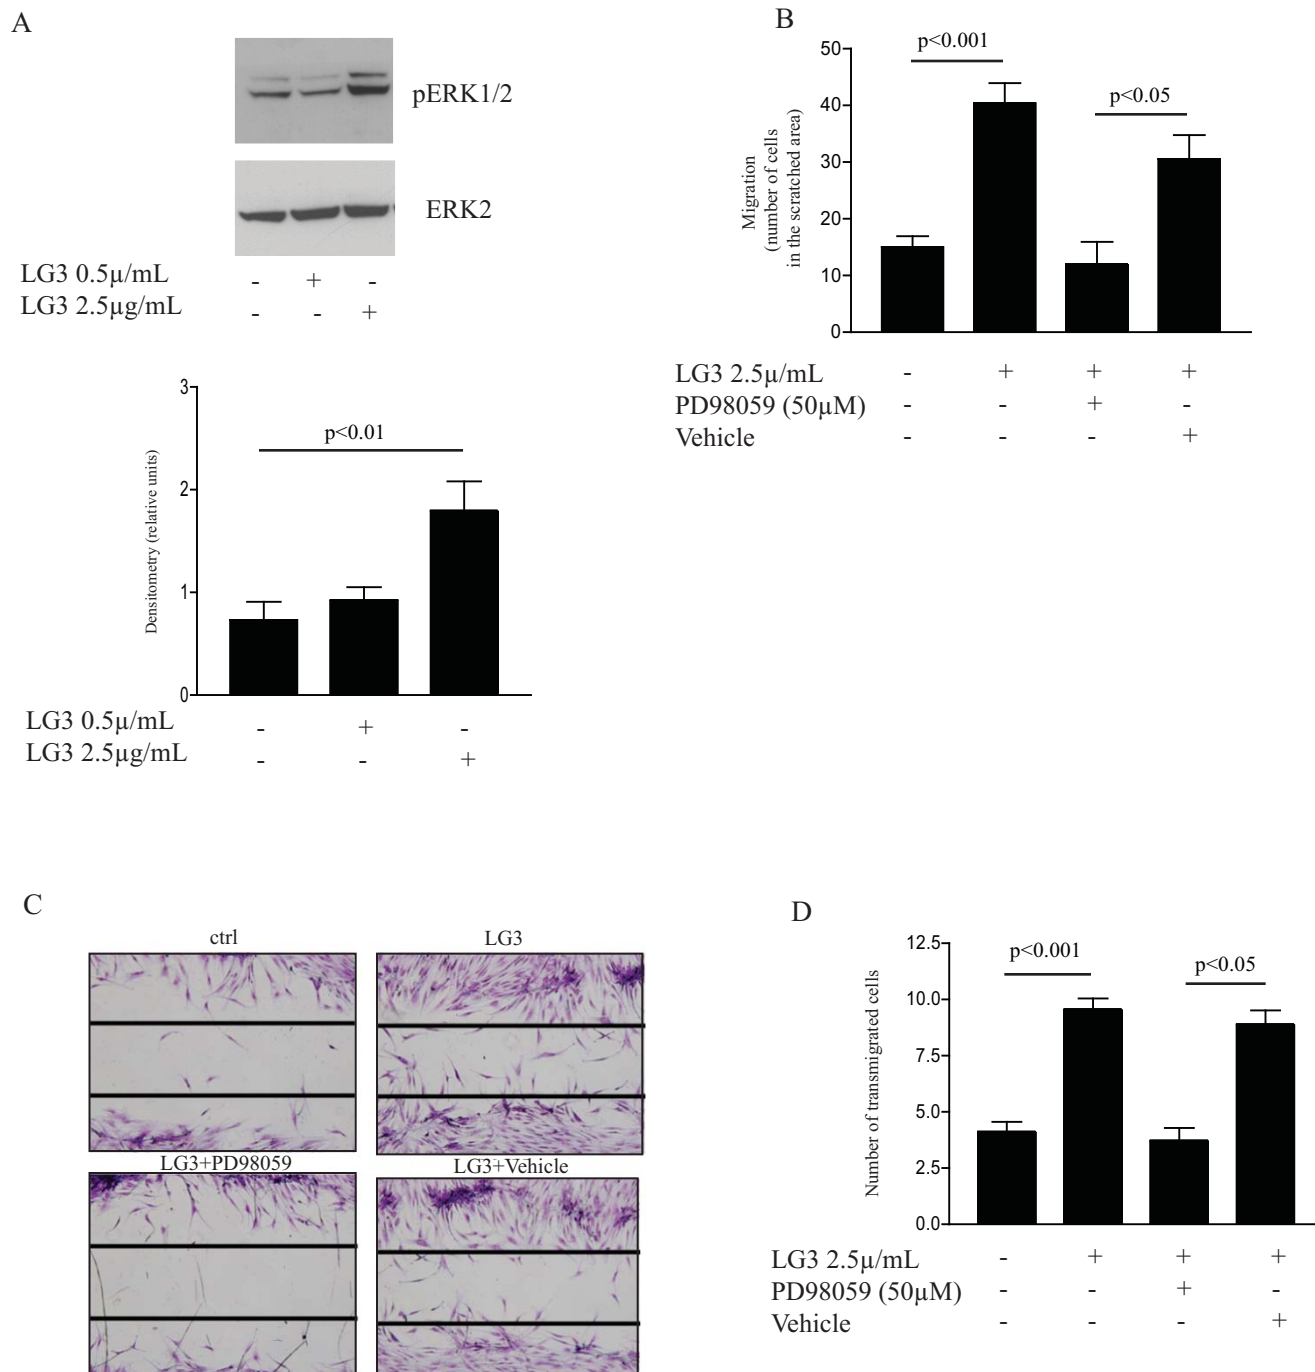 A
pERK1/2
ERK2
LG3 0.5µ/mL - + -
LG3 2.5µg/mL - - +
3
2
1
0
Densitometry (relative units)
p<0.01
LG3 0.5µ/mL - + -
LG3 2.5µg/mL - - +
B
50
40
30
20
10
0
Migration
(number of cells
in the scratched area)
p<0.001
p<0.05
LG3 2.5µ/mL - + + +
PD98059 (50µM) - - + -
Vehicle - - - +
C
ctrl
LG3
LG3+PD98059
LG3+Vehicle
D
12.5
10.0
7.5
5.0
2.5
0.0
Number of transmigrated cells
p<0.001
p<0.05
LG3 2.5µ/mL - + + +
PD98059 (50µM) - - + -
Vehicle - - - +